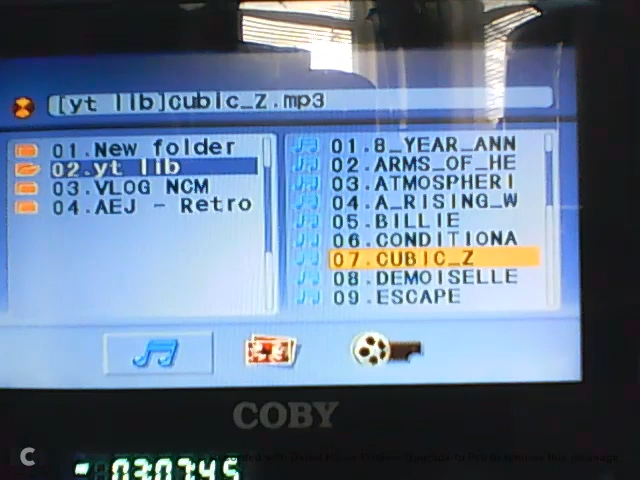 [yt lib]cubic_Z.mp3
01.New folder
02.yt lib
03.VLOG NCM
04.AEJ - Retro
01.8_YEAR_ANN
02.ARMS_OF_HE
03.ATMOSPHERI
04.A_RISING_W
05.BILLIE
06.CONDITIONA
07.CUBIC_Z
08.DEMOISELLE
09.ESCAPE
COBY
C
03:07:45